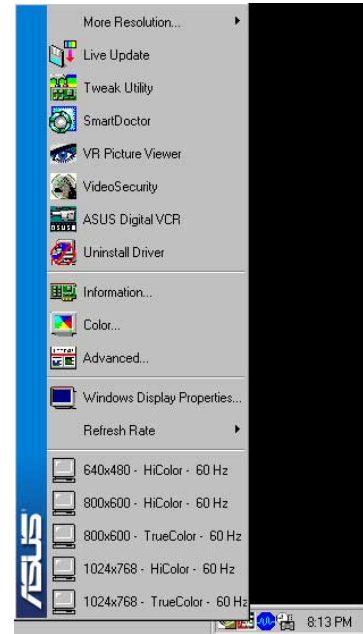 More Resolution...
Live Update
Tweak Utility
SmartDoctor
VR Picture Viewer
VideoSecurity
ASUS Digital VCR
Uninstall Driver
Information...
Color...
Advanced...
Windows Display Properties...
Refresh Rate
640x480 - HiColor - 60 Hz
800x600 - HiColor - 60 Hz
800x600 - TrueColor - 60 Hz
1024x768 - HiColor - 60 Hz
1024x768 - TrueColor - 60 Hz
ASUS
8:13 PM